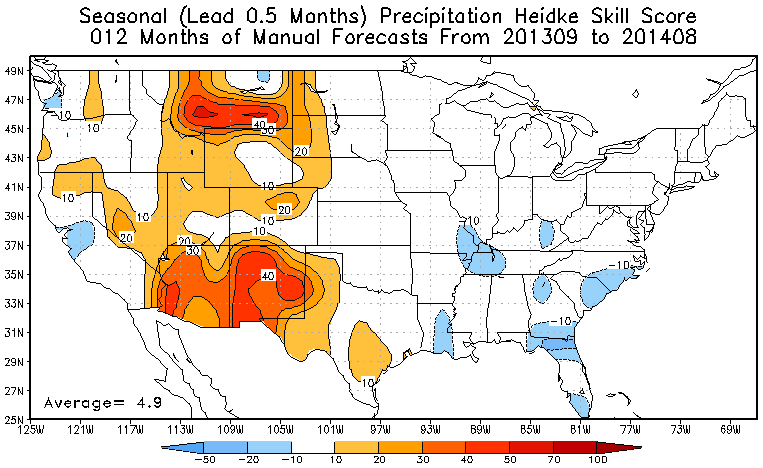 Seasonal (Lead 0.5 Months) Precipitation Heidke Skill Score
012 Months of Manual Forecasts From 201309 to 201408
49N
47N
10
40
30
45N
10
20
43N
41N
10
10
20
39N
10
10
10
20
10
37N
20
30
-10
35N
40
33N
-10
31N
29N
10
27N
Average= 4.9
25N
125W 121W 117W 113W 109W 105W 101W 97W 93W 89W 85W 81W 77W 73W 69W
-50 -20 -10 10 20 30 40 50 70 100